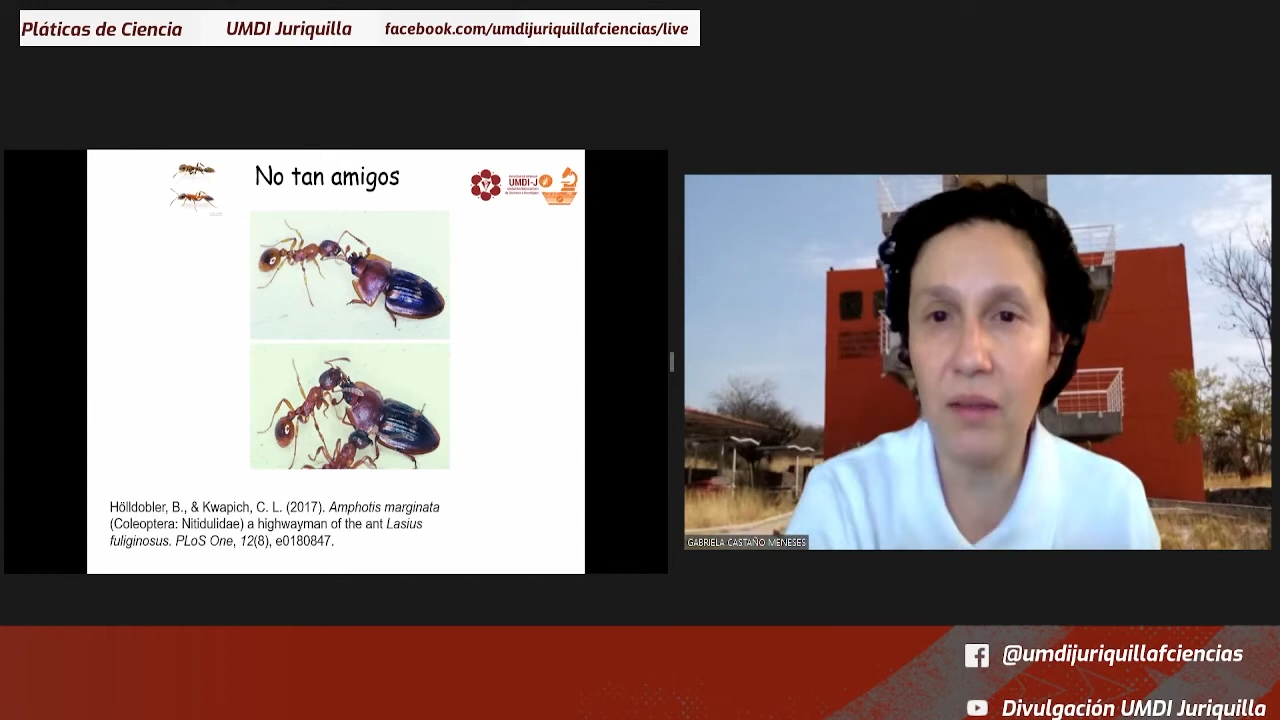 Pláticas de Ciencia UMDI Juriquilla facebook.com/umdijuriquillafciencias/live
No tan amigos
UMDI-J
Hölldobler, B., & Kwapich, C. L. (2017). Amphotis marginata
(Coleoptera: Nitidulidae) a highwayman of the ant Lasius
fuliginosus. PLoS One, 12(8), e0180847.
GABRIELA CASTAÑO MENESES
@umdijuriquillafciencias
Divulgación UMDI Juriquilla